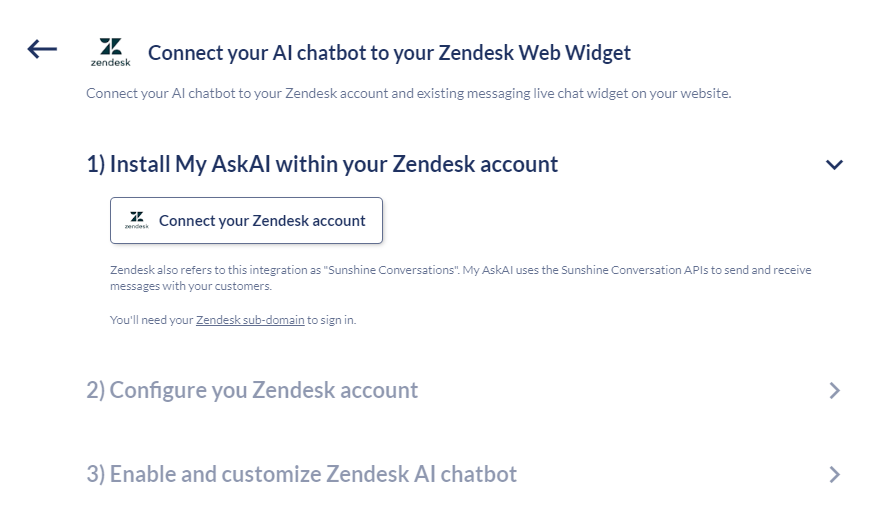 zendesk
Connect your AI chatbot to your Zendesk Web Widget
Connect your AI chatbot to your Zendesk account and existing messaging live chat widget on your website.
1) Install My AskAI within your Zendesk account
zendesk
Connect your Zendesk account
Zendesk also refers to this integration as "Sunshine Conversations". My AskAI uses the Sunshine Conversation APIs to send and receive
messages with your customers.
You'll need your Zendesk sub-domain to sign in.
2) Configure you Zendesk account
3) Enable and customize Zendesk AI chatbot